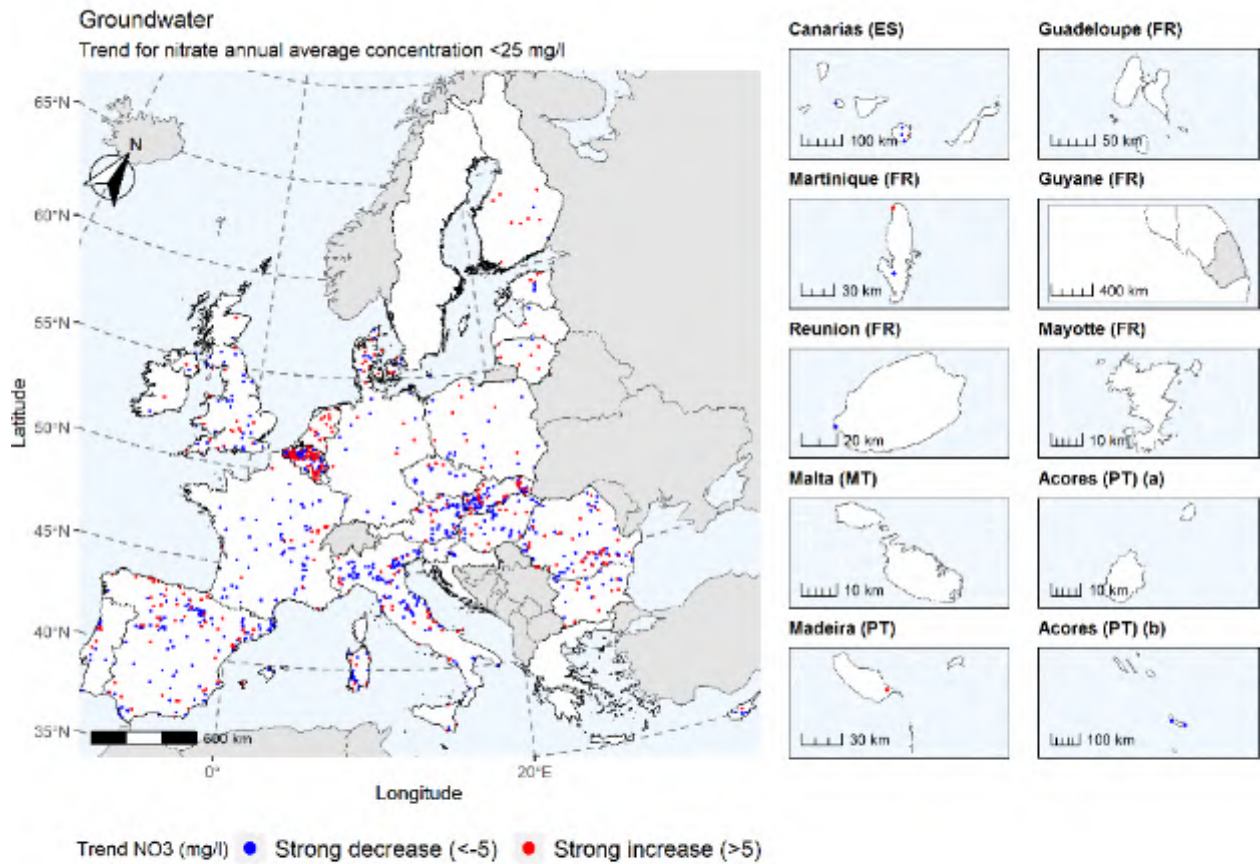 Groundwater
Trend for nitrate annual average concentration <25 mg/l
65°N
60°N
55°N
50°N
45°N
40°N
35°N
Latitude
N
600 km
0°
20°E
Longitude
Canarias (ES)
100 km
Guadeloupe (FR)
50 km
Martinique (FR)
30 km
Guyane (FR)
400 km
Reunion (FR)
20 km
Mayotte (FR)
10 km
Malta (MT)
10 km
Acores (PT) (a)
10 km
Madeira (PT)
30 km
Acores (PT) (b)
100 km
Trend NO3 (mg/l) Strong decrease (<-5) Strong increase (>5)